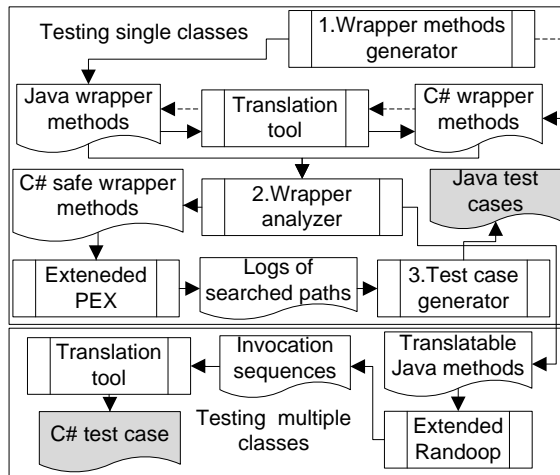 Testing single classes
1.Wrapper methods
generator
Java wrapper
methods
Translation
tool
C# wrapper
methods
C# safe wrapper
methods
2.Wrapper
analyzer
Java test
cases
Exteneded
PEX
Logs of
searched paths
3.Test case
generator
Translation
tool
Invocation
sequences
Translatable
Java methods
C# test case
Testing multiple
classes
Extended
Randoop